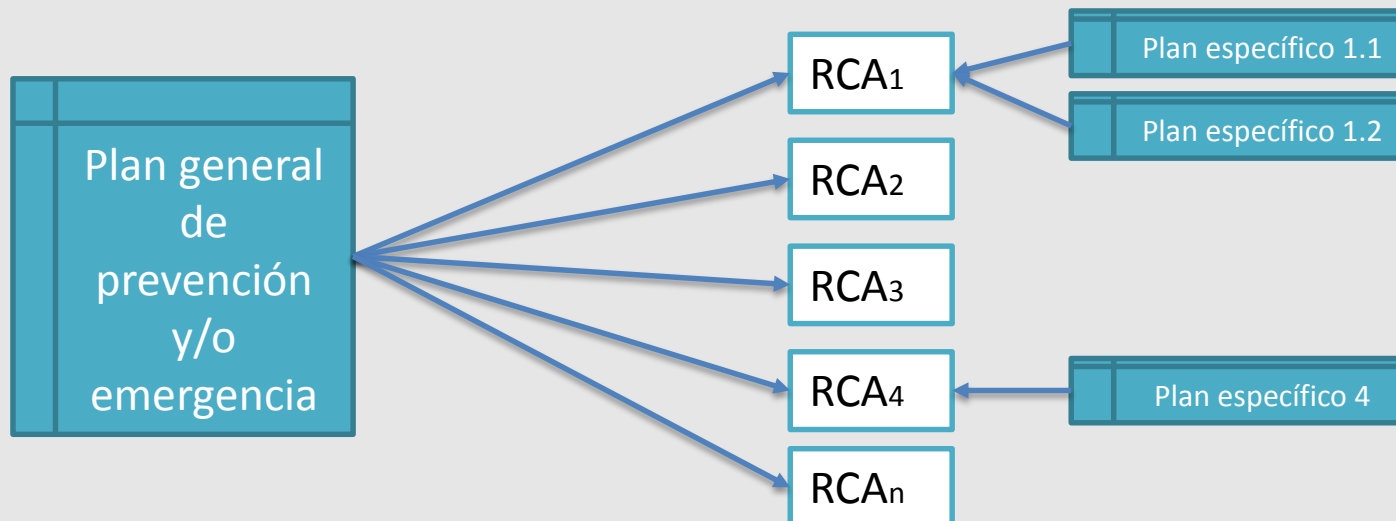 Plan general
de
prevención
y/o
emergencia
RCA1
RCA2
RCA3
RCA4
RCAn
Plan específico 1.1
Plan específico 1.2
Plan específico 4